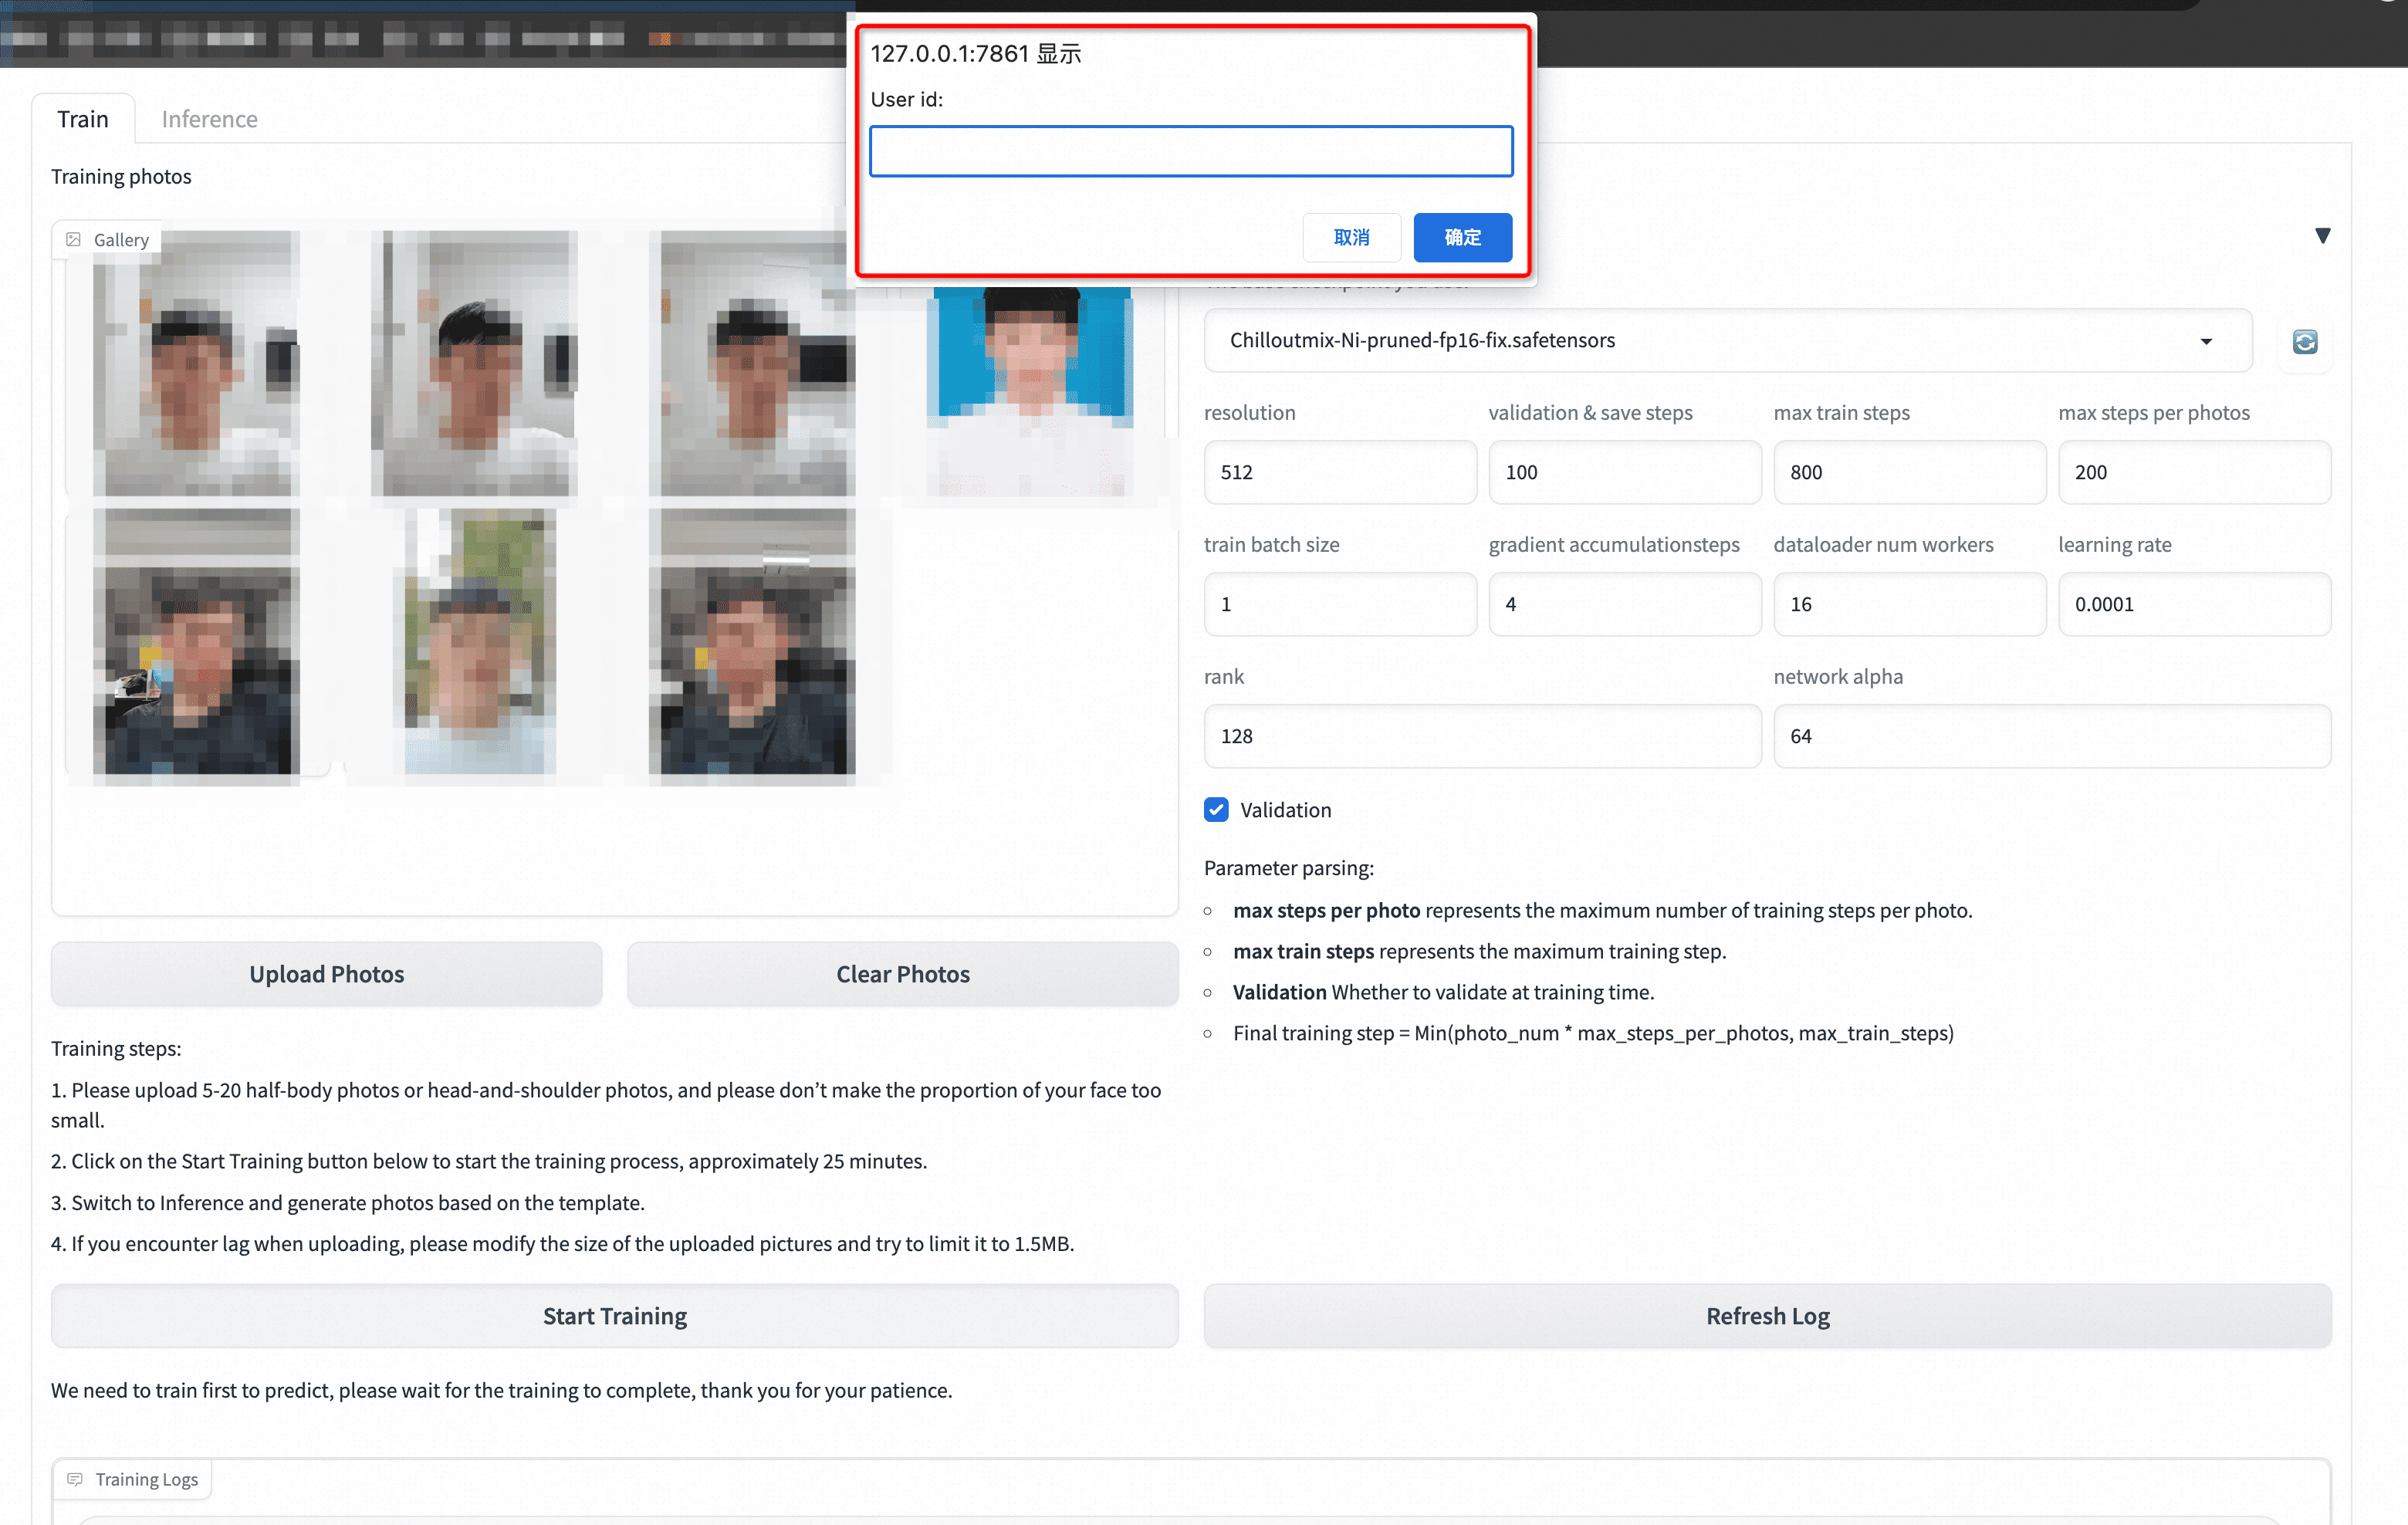 127.0.0.1:7861 显示
User id:
取消
确定
Train
Inference
Training photos
Gallery
Chilloutmix-Ni-pruned-fp16-fix.safetensors
resolution
validation & save steps
max train steps
max steps per photos
512
100
800
200
train batch size
gradient accumulationsteps
dataloader num workers
learning rate
1
4
16
0.0001
rank
network alpha
128
64
Validation
Parameter parsing:
max steps per photo represents the maximum number of training steps per photo.
max train steps represents the maximum training step.
Validation Whether to validate at training time.
Final training step = Min(photo_num * max_steps_per_photos, max_train_steps)
Upload Photos
Clear Photos
Training steps:
1. Please upload 5-20 half-body photos or head-and-shoulder photos, and please don’t make the proportion of your face too
small.
2. Click on the Start Training button below to start the training process, approximately 25 minutes.
3. Switch to Inference and generate photos based on the template.
4. If you encounter lag when uploading, please modify the size of the uploaded pictures and try to limit it to 1.5MB.
Start Training
Refresh Log
We need to train first to predict, please wait for the training to complete, thank you for your patience.
Training Logs